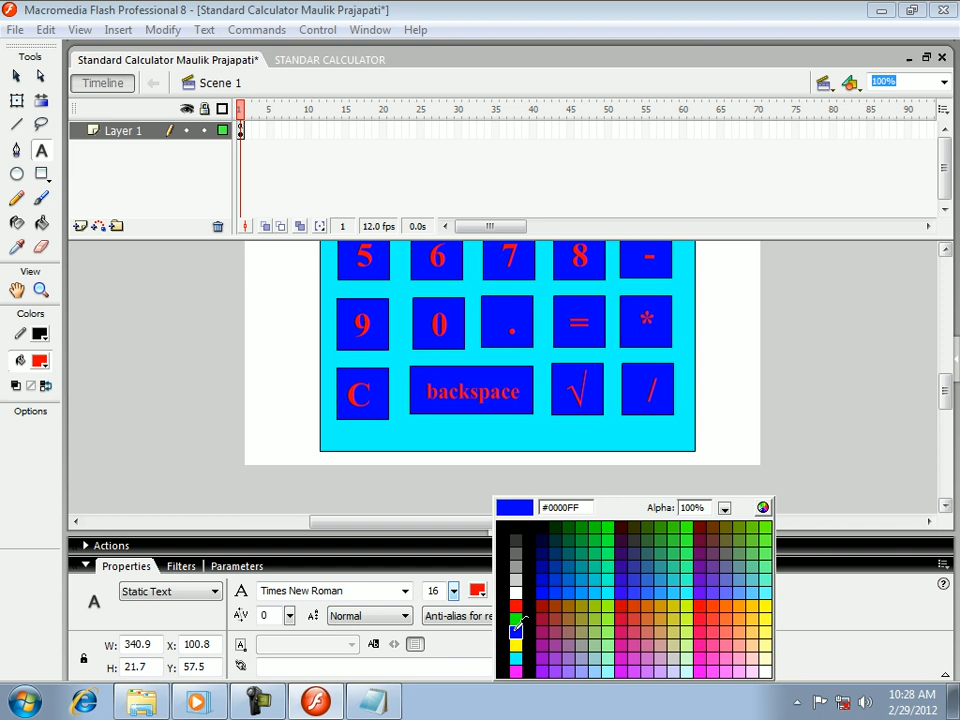 Macromedia Flash Professional 8 - [Standard Calculator Maulik Prajapati*]
File Edit View Insert Modify Text Commands Control Window Help
Tools
Standard Calculator Maulik Prajapati* STANDAR CALCULATOR
Timeline Scene 1 100%
1 5 10 15 20 25 30 35 40 45 50 55 60 65 70 75 80 85 90
Layer 1
1 12.0 fps 0.0s
View
Colors
Options
5 6 7 8 -
9 0 . = *
C backspace √ /
#0000FF Alpha: 100%
Actions
Properties Filters Parameters
A Static Text A Times New Roman 16
A/V 0 Normal Anti-alias for re
W: 340.9 X: 100.8
H: 21.7 Y: 57.5
10:28 AM
2/29/2012